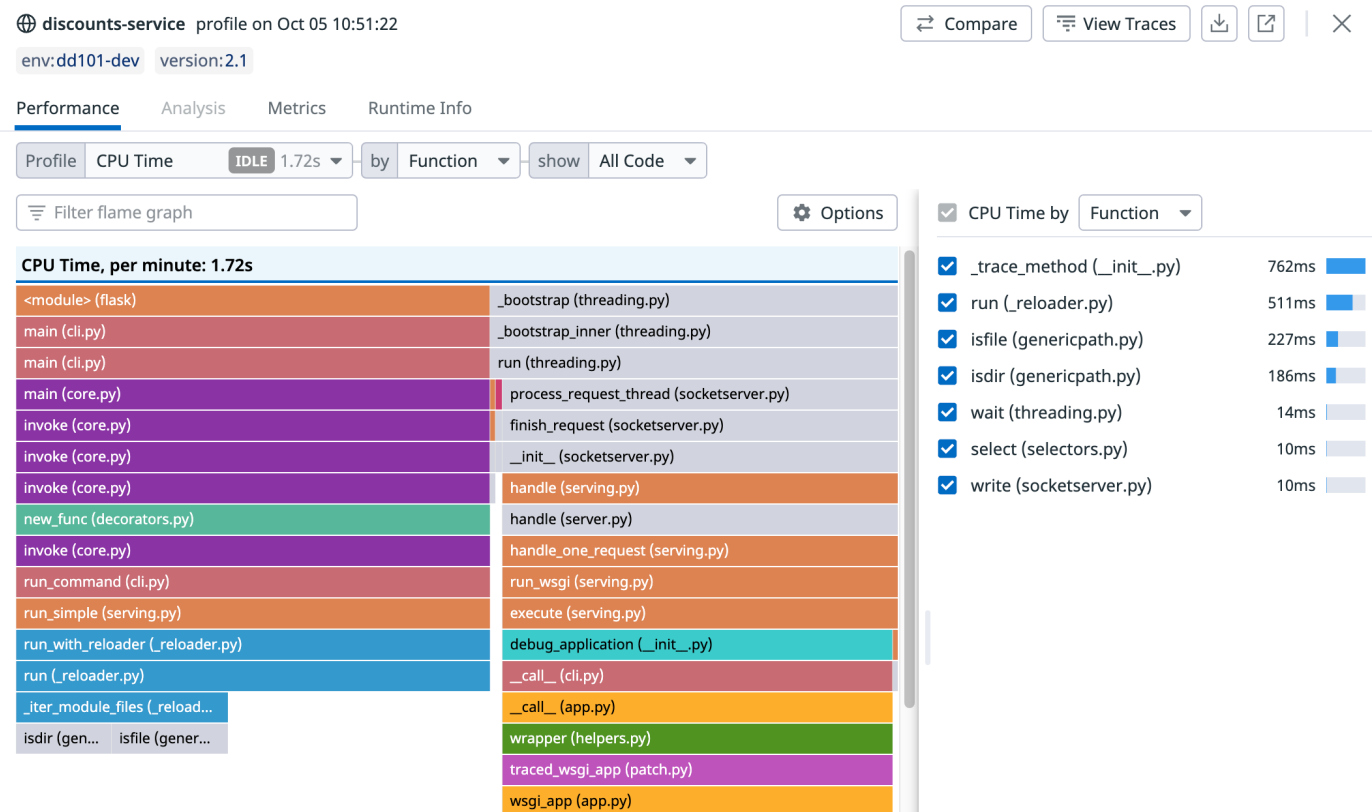 discounts-service profile on Oct 05 10:51:22
Compare
View Traces
env:dd101-dev version:2.1
Performance Analysis Metrics Runtime Info
Profile CPU Time IDLE 1.72s by Function show All Code
Filter flame graph
Options
CPU Time, per minute: 1.72s
<module> (flask)
main (cli.py)
main (cli.py)
main (core.py)
invoke (core.py)
invoke (core.py)
invoke (core.py)
new_func (decorators.py)
invoke (core.py)
run_command (cli.py)
run_simple (serving.py)
run_with_reloader (_reloader.py)
run (_reloader.py)
_iter_module_files (_reload...
isdir (gen... isfile (gener...
_bootstrap (threading.py)
_bootstrap_inner (threading.py)
run (threading.py)
process_request_thread (socketserver.py)
finish_request (socketserver.py)
__init__ (socketserver.py)
handle (serving.py)
handle (server.py)
handle_one_request (serving.py)
run_wsgi (serving.py)
execute (serving.py)
debug_application (__init__.py)
__call__ (cli.py)
__call__ (app.py)
wrapper (helpers.py)
traced_wsgi_app (patch.py)
wsgi_app (app.py)
CPU Time by Function
_trace_method (__init__.py) 762ms
run (_reloader.py) 511ms
isfile (genericpath.py) 227ms
isdir (genericpath.py) 186ms
wait (threading.py) 14ms
select (selectors.py) 10ms
write (socketserver.py) 10ms